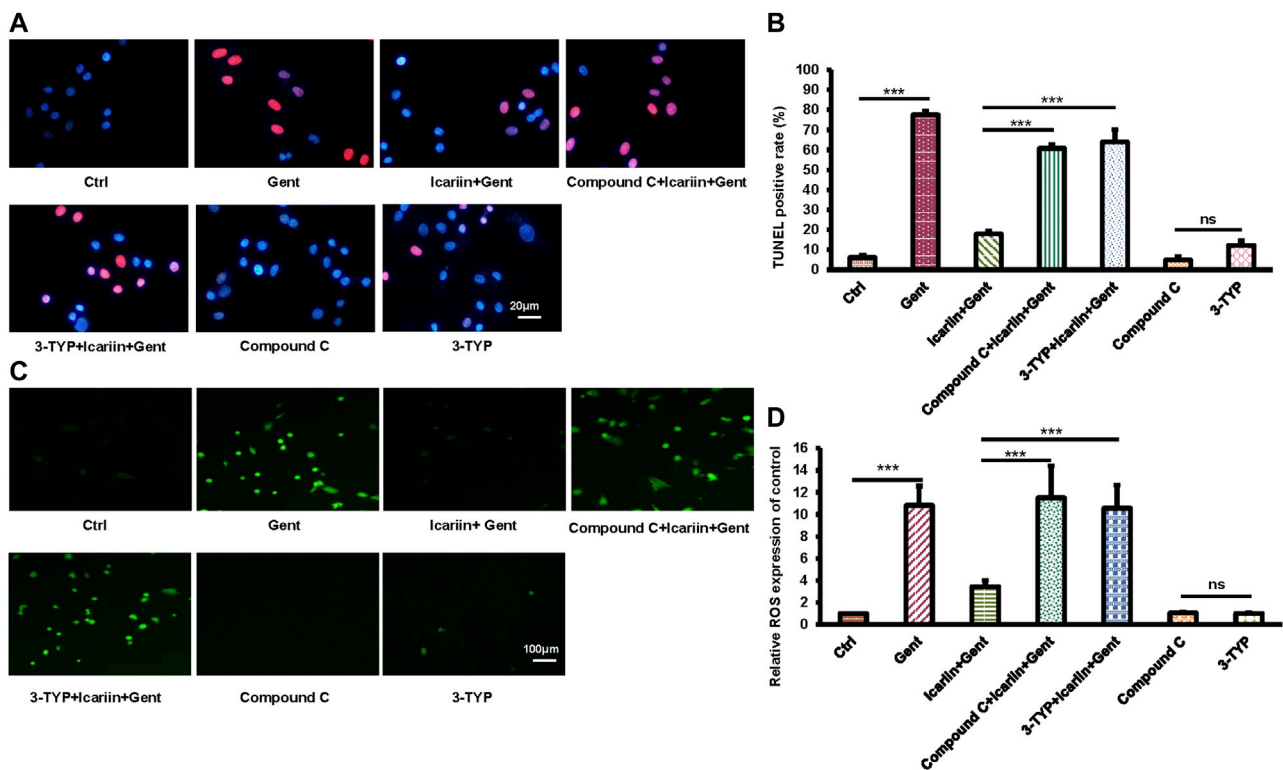 A
Ctrl
Gent
Icariin+Gent
Compound C+Icariin+Gent
20μm
3-TYP+Icariin+Gent
Compound C
3-TYP
B
TUNEL positive rate (%)
100
90
80
70
60
50
40
30
20
10
0
***
***
***
ns
Ctrl
Gent
Icariin+Gent
Compound C+Icariin+Gent
3-TYP+Icariin+Gent
Compound C
3-TYP
C
Ctrl
Gent
Icariin+ Gent
Compound C+Icariin+Gent
100μm
3-TYP+Icariin+Gent
Compound C
3-TYP
D
Relative ROS expression of control
16
14
12
10
8
6
4
2
0
***
***
***
ns
Ctrl
Gent
Icariin+Gent
Compound C+Icariin+Gent
3-TYP+Icariin+Gent
Compound C
3-TYP